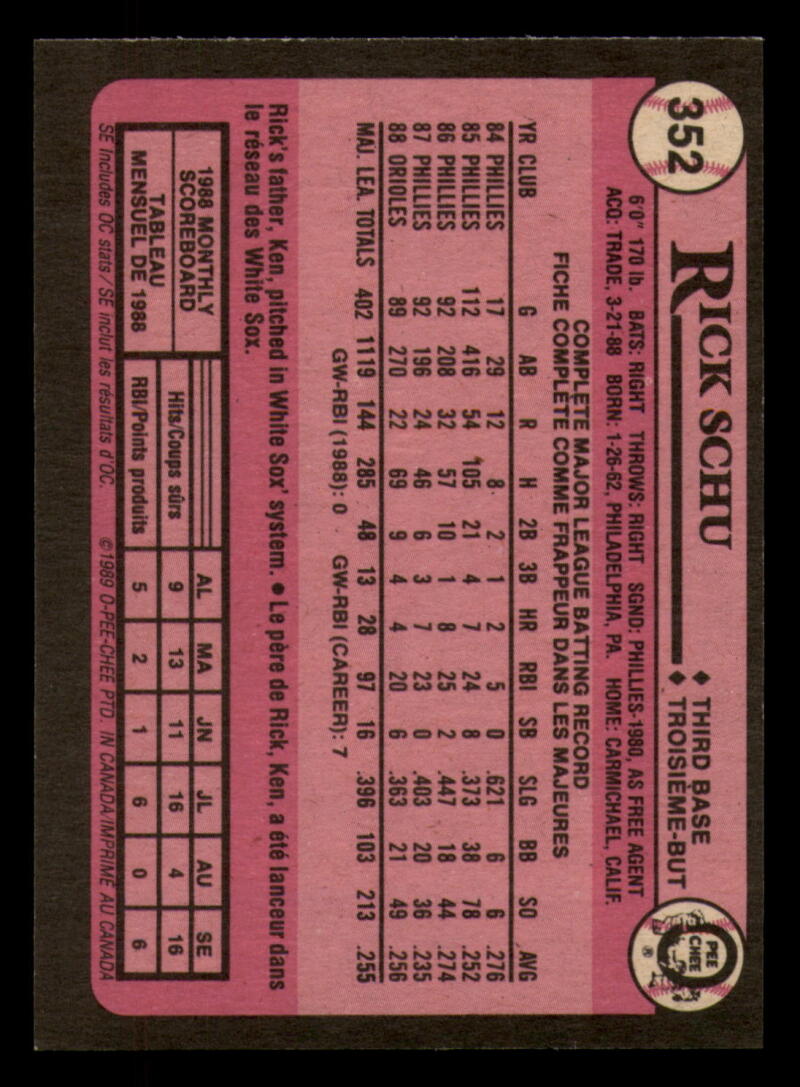 352
RICK SCHU
♦ THIRD BASE
♦ TROISIÈME-BUT
O
PEE
CHEE
®
6'0" 170 lb. BATS: RIGHT THROWS: RIGHT SGND: PHILLIES-1980, AS FREE AGENT
ACQ: TRADE, 3-21-88 BORN: 1-26-62, PHILADELPHIA, PA. HOME: CARMICHAEL, CALIF.
COMPLETE MAJOR LEAGUE BATTING RECORD
FICHE COMPLÈTE COMME FRAPPEUR DANS LES MAJEURES
YR CLUB G AB R H 2B 3B HR RBI SB SLG BB SO AVG
84 PHILLIES 17 29 12 8 2 1 2 5 0 .621 6 6 .276
85 PHILLIES 112 416 54 105 21 4 7 24 8 .373 38 78 .252
86 PHILLIES 92 208 32 57 10 1 8 25 2 .447 18 44 .274
87 PHILLIES 92 196 24 46 6 3 7 23 0 .403 20 36 .235
88 ORIOLES 89 270 22 69 9 4 4 20 6 .363 21 49 .256
MAJ. LEA. TOTALS 402 1119 144 285 48 13 28 97 16 .396 103 213 .255
GW-RBI (1988): 0 GW-RBI (CAREER): 7
Rick's father, Ken, pitched in White Sox' system. ● Le père de Rick, Ken, a été lanceur dans
le réseau des White Sox.
1988 MONTHLY
SCOREBOARD
TABLEAU
MENSUEL DE 1988
AL MA JN JL AU SE
Hits/Coups sûrs 9 13 11 16 4 16
RBI/Points produits 5 2 1 6 0 6
SE Includes OC stats/SE inclut les résultats d'OC. ©1989 O-PEE-CHEE PTD. IN CANADA/IMPRIMÉ AU CANADA